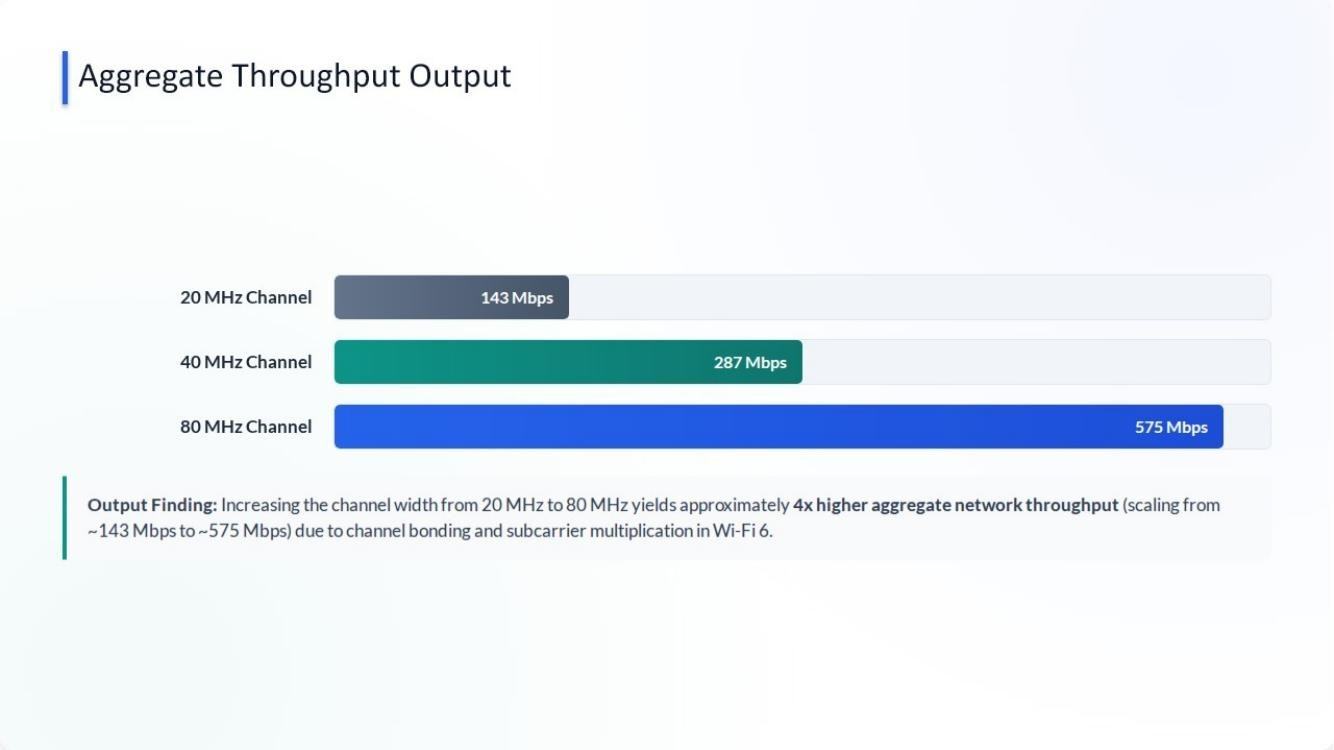 Aggregate Throughput Output
20 MHz Channel
143 Mbps
40 MHz Channel
287 Mbps
80 MHz Channel
575 Mbps
Output Finding: Increasing the channel width from 20 MHz to 80 MHz yields approximately 4x higher aggregate network throughput (scaling from
~143 Mbps to ~575 Mbps) due to channel bonding and subcarrier multiplication in Wi-Fi 6.